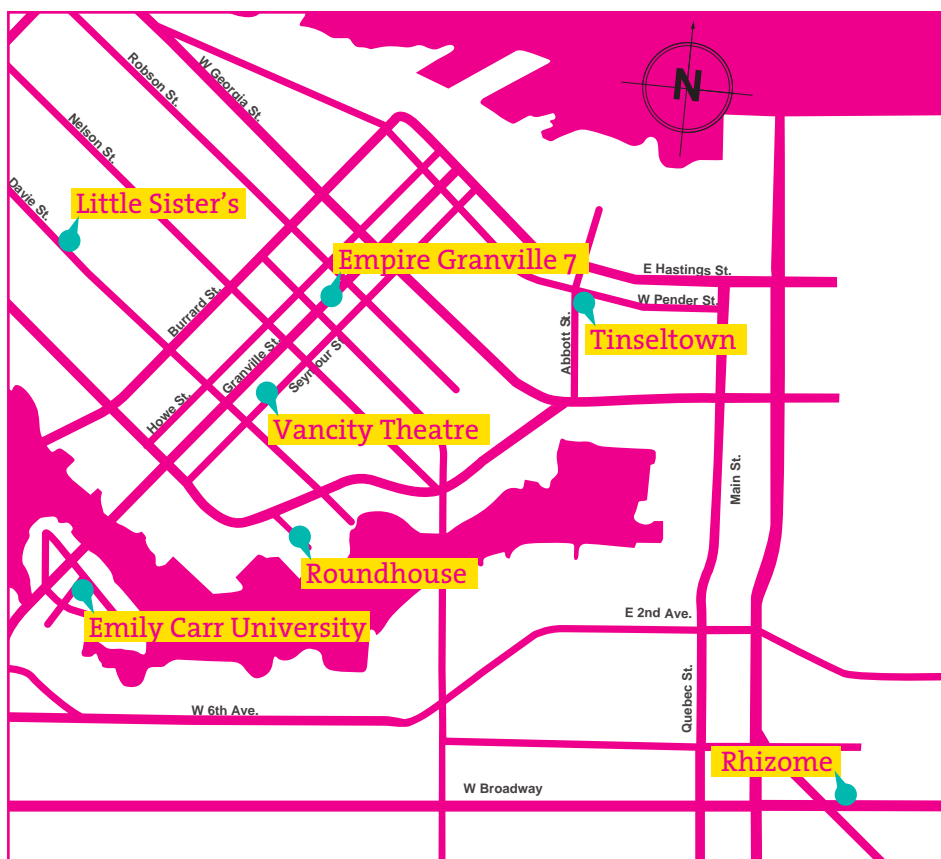 N
Robson St.
W Georgia St.
Nelson St.
Davie St.
Little Sister's
Empire Granville 7
E Hastings St.
W Pender St.
Burrard St.
Tinseltown
Abbott St.
Granville St.
Seymour St
Howe St.
Vancity Theatre
Main St.
Roundhouse
Emily Carr University
E 2nd Ave.
W 6th Ave.
Quebec St.
Rhizome
W Broadway